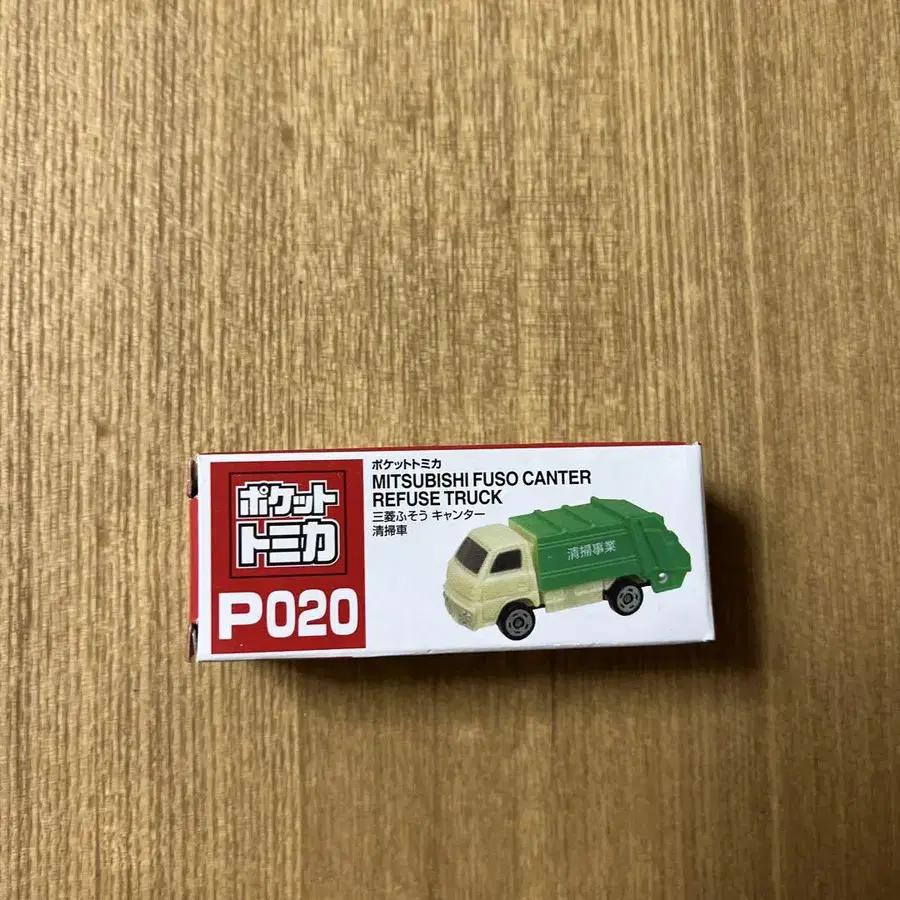 ポケット
トミカ
P020
ポケットトミカ
MITSUBISHI FUSO CANTER
REFUSE TRUCK
三菱ふそう キャンター
清掃車
清掃事業